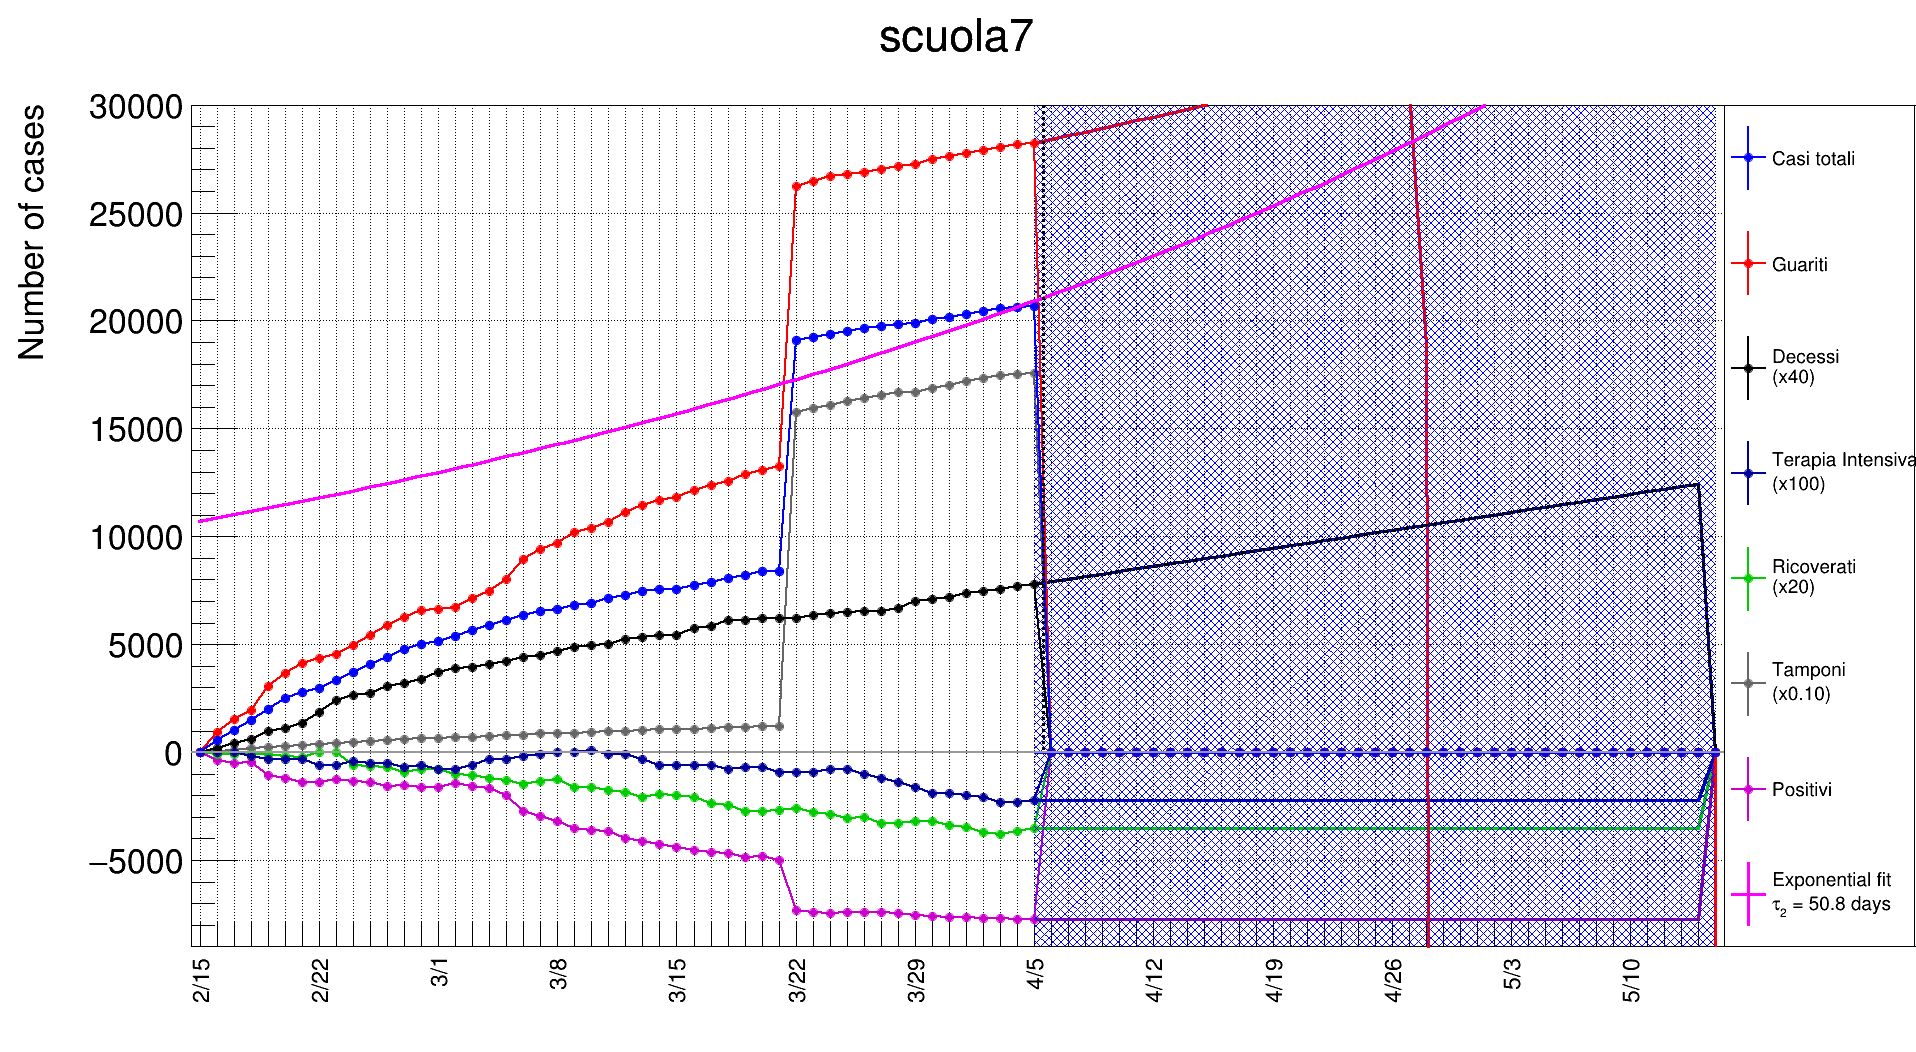 scuola7
Number of cases
30000
25000
20000
15000
10000
5000
0
−5000
2/15
2/22
3/1
3/8
3/15
3/22
3/29
4/5
4/12
4/19
4/26
5/3
5/10
Casi totali
Guariti
Decessi
(x40)
Terapia Intensiva
(x100)
Ricoverati
(x20)
Tamponi
(x0.10)
Positivi
Exponential fit
τ₂ = 50.8 days